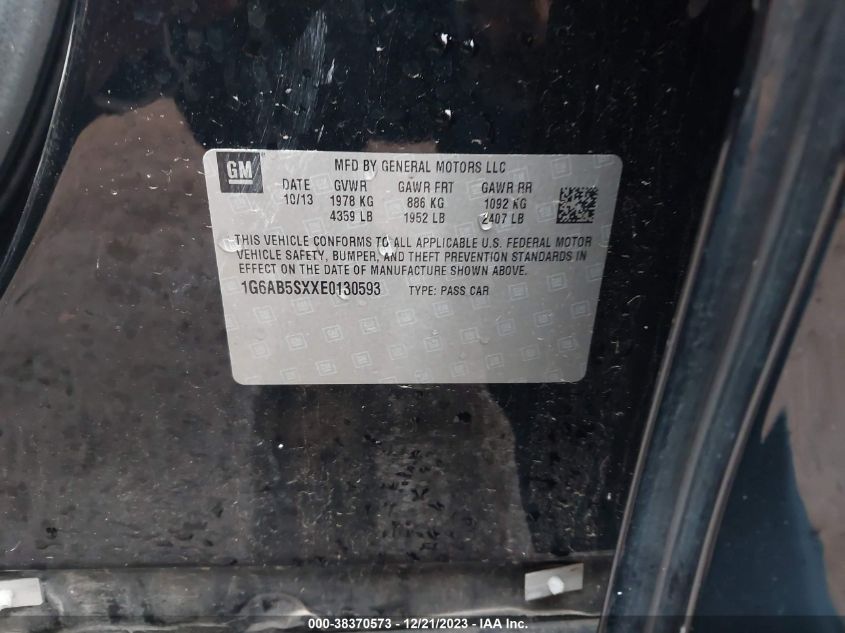 GM
MFD BY GENERAL MOTORS LLC
DATE GVWR GAWR FRT GAWR RR
10/13 1978 KG 886 KG 1092 KG
4359 LB 1952 LB 2407 LB
THIS VEHICLE CONFORMS TO ALL APPLICABLE U.S. FEDERAL MOTOR
VEHICLE SAFETY, BUMPER, AND THEFT PREVENTION STANDARDS IN
EFFECT ON THE DATE OF MANUFACTURE SHOWN ABOVE.
1G6AB5SXXE0130593 TYPE: PASS CAR
000-38370573 - 12/21/2023 - IAA Inc.